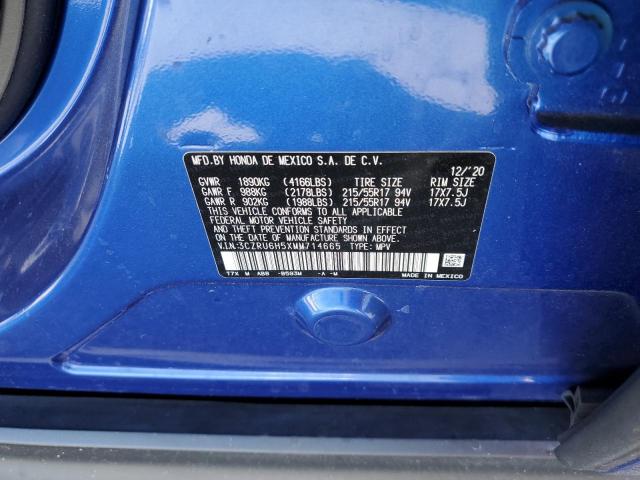 MFD.BY HONDA DE MEXICO S.A. DE C.V.
12/'20
GVWR 1890KG (4166LBS) TIRE SIZE RIM SIZE
GAWR F 988KG (2178LBS) 215/55R17 94V 17X7.5J
GAWR R 902KG (1988LBS) 215/55R17 94V 17X7.5J
THIS VEHICLE CONFORMS TO ALL APPLICABLE
FEDERAL MOTOR VEHICLE SAFETY
AND THEFT PREVENTION STANDARDS IN EFFECT
ON THE DATE OF MANUFACTURE SHOWN ABOVE.
V.I.N:3CZRU6H5XMM714665 TYPE: MPV
T7X M ABB -B593M -A -M
MADE IN MEXICO